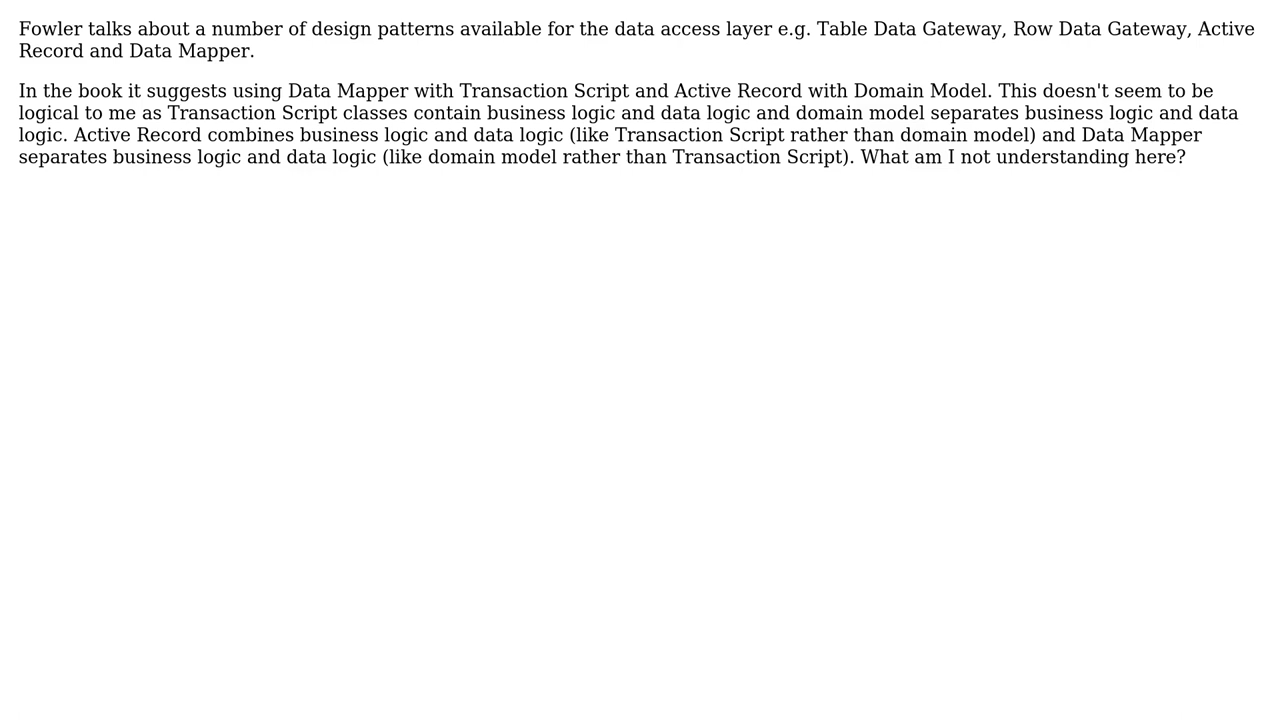 Fowler talks about a number of design patterns available for the data access layer e.g. Table Data Gateway, Row Data Gateway, Active
Record and Data Mapper.
In the book it suggests using Data Mapper with Transaction Script and Active Record with Domain Model. This doesn't seem to be
logical to me as Transaction Script classes contain business logic and data logic and domain model separates business logic and data
logic. Active Record combines business logic and data logic (like Transaction Script rather than domain model) and Data Mapper
separates business logic and data logic (like domain model rather than Transaction Script). What am I not understanding here?